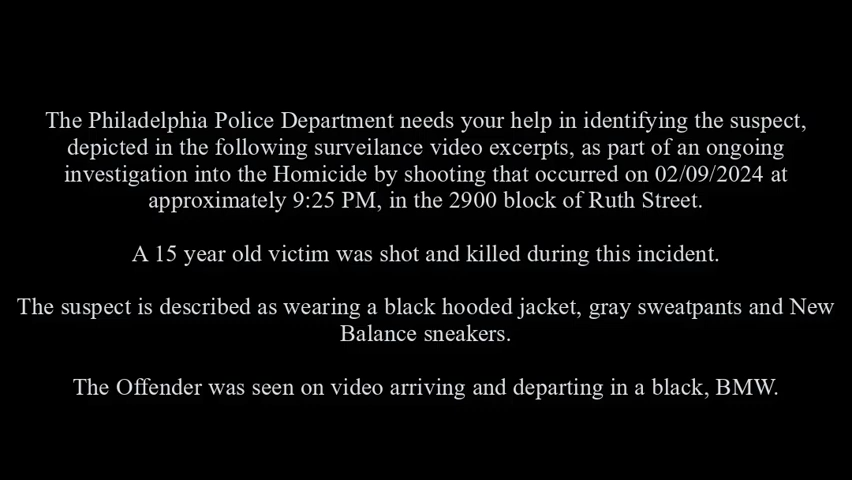 The Philadelphia Police Department needs your help in identifying the suspect,
depicted in the following surveilance video excerpts, as part of an ongoing
investigation into the Homicide by shooting that occurred on 02/09/2024 at
approximately 9:25 PM, in the 2900 block of Ruth Street.
A 15 year old victim was shot and killed during this incident.
The suspect is described as wearing a black hooded jacket, gray sweatpants and New
Balance sneakers.
The Offender was seen on video arriving and departing in a black, BMW.